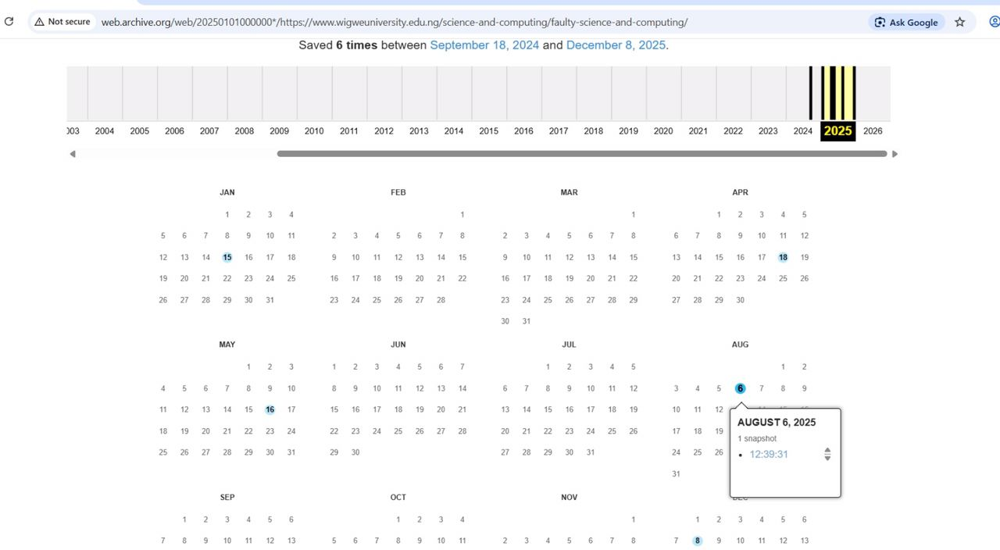 Not secure web.archive.org/web/20250101000000*/https://www.wigweuniversity.edu.ng/science-and-computing/faulty-science-and-computing/ Ask Google
Saved 6 times between September 18, 2024 and December 8, 2025.
003 2004 2005 2006 2007 2008 2009 2010 2011 2012 2013 2014 2015 2016 2017 2018 2019 2020 2021 2022 2023 2024 2025 2026
JAN FEB MAR APR
1 2 3 4 1 1 1 2 3 4 5
5 6 7 8 9 10 11 2 3 4 5 6 7 8 2 3 4 5 6 7 8 6 7 8 9 10 11 12
12 13 14 15 16 17 18 9 10 11 12 13 14 15 9 10 11 12 13 14 15 13 14 15 16 17 18 19
19 20 21 22 23 24 25 16 17 18 19 20 21 22 16 17 18 19 20 21 22 20 21 22 23 24 25 26
26 27 28 29 30 31 23 24 25 26 27 28 23 24 25 26 27 28 29 27 28 29 30
30 31
MAY JUN JUL AUG
1 2 3 1 2 3 4 5 6 7 1 2 3 4 5 1 2
4 5 6 7 8 9 10 8 9 10 11 12 13 14 6 7 8 9 10 11 12 3 4 5 6 7 8 9
11 12 13 14 15 16 17 15 16 17 18 19 20 21 13 14 15 16 17 18 19 10 11 12
18 19 20 21 22 23 24 22 23 24 25 26 27 28 20 21 22 23 24 25 26 17 18 19
25 26 27 28 29 30 31 29 30 27 28 29 30 31 24 25 26
31
AUGUST 6, 2025
1 snapshot
12:39:31
SEP OCT NOV DEC
1 2 3 4 5 6 1 2 3 4 1 1 2 3 4 5 6
7 8 9 10 11 12 13 5 6 7 8 9 10 11 2 3 4 5 6 7 8 7 8 9 10 11 12 13